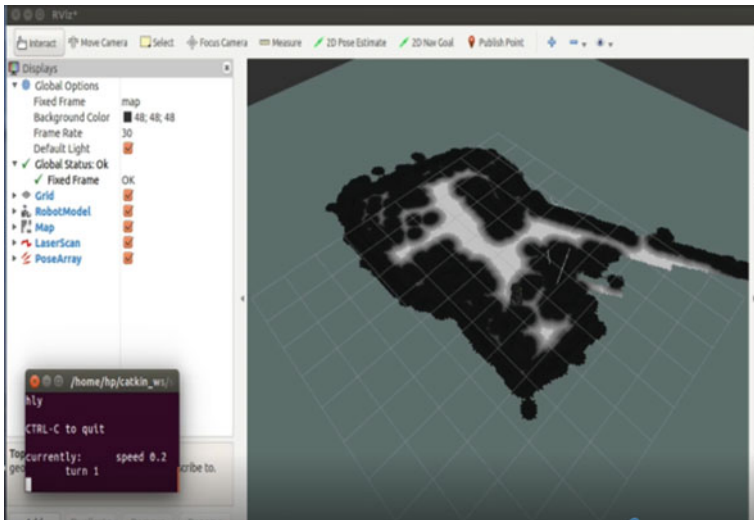 RViz*
Interact Move Camera Select Focus Camera Measure 2D Pose Estimate 2D Nav Goal Publish Point
Displays
Global Options
Fixed Frame map
Background Color 48; 48; 48
Frame Rate 30
Default Light
Global Status: Ok
Fixed Frame OK
Grid
RobotModel
Map
LaserScan
PoseArray
/home/hp/catkin_ws/
hly
CTRL-C to quit
currently: speed 0.2
turn 1
Top
geo
cribe to.